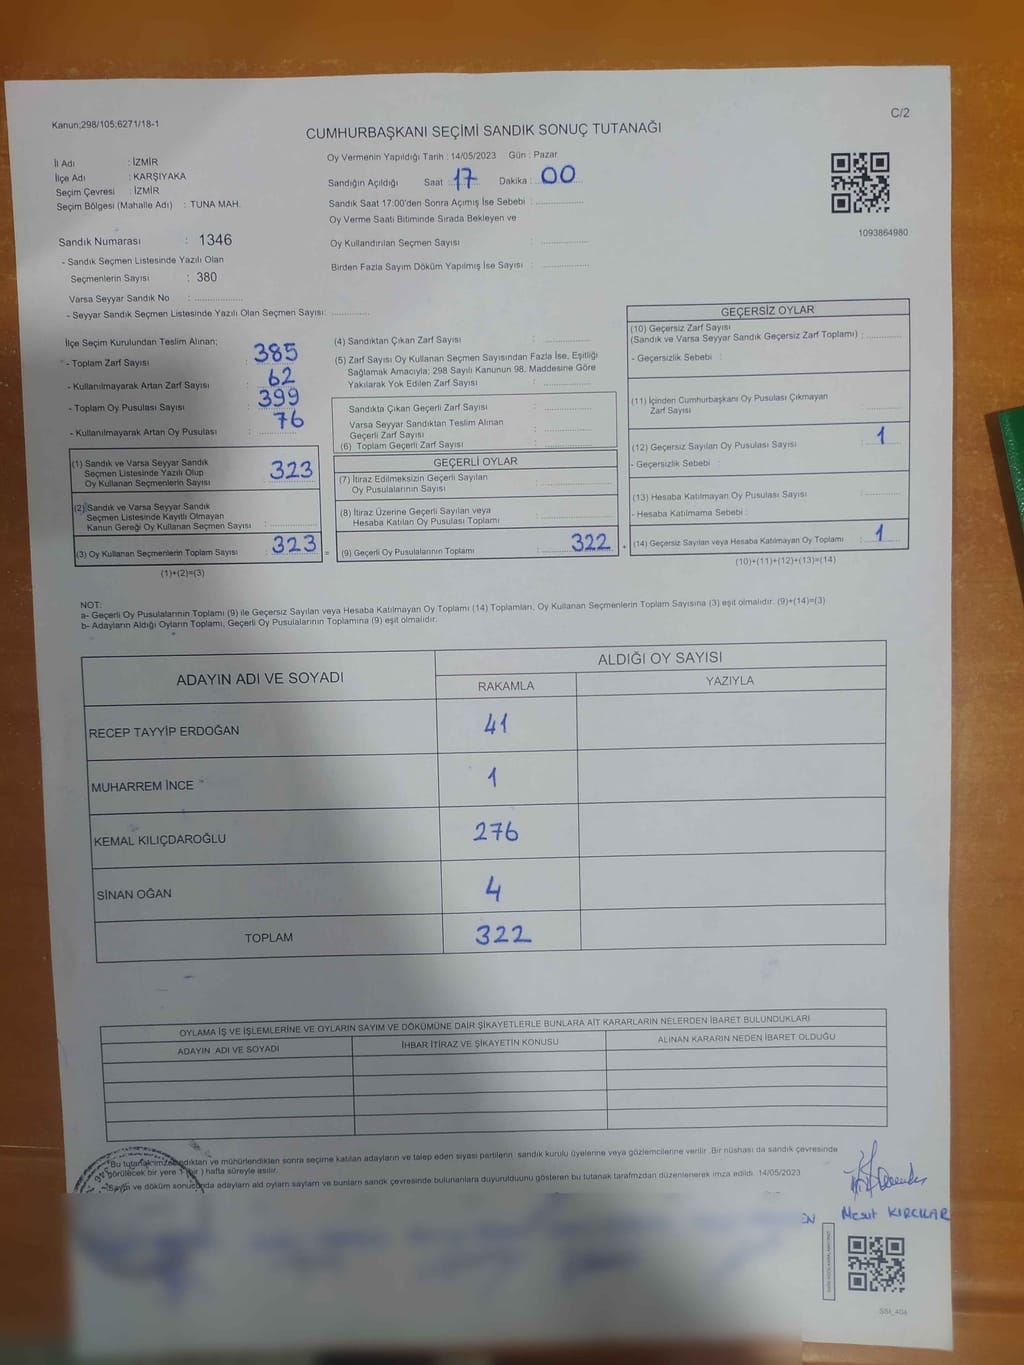 Kanun;298/105;6271/18-1
C/2
CUMHURBAŞKANI SEÇİMİ SANDIK SONUÇ TUTANAĞI
İl Adı : İZMİR
İlçe Adı : KARŞIYAKA
Seçim Çevresi : İZMİR
Seçim Bölgesi (Mahalle Adı) : TUNA MAH.
Sandık Numarası : 1346
- Sandık Seçmen Listesinde Yazılı Olan
Seçmenlerin Sayısı : 380
Varsa Seyyar Sandık No : ..................
- Seyyar Sandık Seçmen Listesinde Yazılı Olan Seçmen Sayısı: ..............
Oy Vermenin Yapıldığı Tarih : 14/05/2023 Gün : Pazar
Sandığın Açıldığı Saat 17 Dakika : 00
Sandık Saat 17:00'den Sonra Açımış İse Sebebi : ..................
Oy Verme Saati Bitiminde Sırada Bekleyen ve
Oy Kullandırılan Seçmen Sayısı : ..................
Birden Fazla Sayım Döküm Yapılmış İse Sayısı : ..................
1093864980
İlçe Seçim Kurulundan Teslim Alınan;
- Toplam Zarf Sayısı : 385
- Kullanılmayarak Artan Zarf Sayısı : 62
- Toplam Oy Pusulası Sayısı : 399
- Kullanılmayarak Artan Oy Pusulası : 76
(1) Sandık ve Varsa Seyyar Sandık
Seçmen Listesinde Yazılı Olup
Oy Kullanan Seçmenlerin Sayısı : 323
(2) Sandık ve Varsa Seyyar Sandık
Seçmen Listesinde Kayıtlı Olmayan
Kanun Gereği Oy Kullanan Seçmen Sayısı : ..................
(3) Oy Kullanan Seçmenlerin Toplam Sayısı : 323 =
(1)+(2)=(3)
(4) Sandıktan Çıkan Zarf Sayısı : ..................
(5) Zarf Sayısı Oy Kullanan Seçmen Sayısından Fazla İse, Eşitliği
Sağlamak Amacıyla; 298 Sayılı Kanunun 98. Maddesine Göre
Yakılarak Yok Edilen Zarf Sayısı : ..................
Sandıkta Çıkan Geçerli Zarf Sayısı : ..................
Varsa Seyyar Sandıktan Teslim Alınan
Geçerli Zarf Sayısı : ..................
(6) Toplam Geçerli Zarf Sayısı : ..................
GEÇERLİ OYLAR
(7) İtiraz Edilmeksizin Geçerli Sayılan
Oy Pusulalarının Sayısı : ..................
(8) İtiraz Üzerine Geçerli Sayılan veya
Hesaba Katılan Oy Pusulası Toplamı : ..................
(9) Geçerli Oy Pusulalarının Toplamı : 322 +
GEÇERSİZ OYLAR
(10) Geçersiz Zarf Sayısı
(Sandık ve Varsa Seyyar Sandık Geçersiz Zarf Toplamı) : ............
- Geçersizlik Sebebi :
(11) İçinden Cumhurbaşkanı Oy Pusulası Çıkmayan
Zarf Sayısı : ............
(12) Geçersiz Sayılan Oy Pusulası Sayısı : 1
- Geçersizlik Sebebi :
(13) Hesaba Katılmayan Oy Pusulası Sayısı : ............
- Hesaba Katılmama Sebebi :
(14) Geçersiz Sayılan veya Hesaba Katılmayan Oy Toplamı : 1
(10)+(11)+(12)+(13)=(14)
NOT:
a- Geçerli Oy Pusulalarının Toplamı (9) ile Geçersiz Sayılan veya Hesaba Katılmayan Oy Toplamı (14) Toplamları, Oy Kullanan Seçmenlerin Toplam Sayısına (3) eşit olmalıdır. (9)+(14)=(3)
b- Adayların Aldığı Oyların Toplamı, Geçerli Oy Pusulalarının Toplamına (9) eşit olmalıdır.
ADAYIN ADI VE SOYADI ALDIĞI OY SAYISI
RAKAMLA YAZIYLA
RECEP TAYYİP ERDOĞAN 41
MUHARREM İNCE 1
KEMAL KILIÇDAROĞLU 276
SİNAN OĞAN 4
TOPLAM 322
OYLAMA İŞ VE İŞLEMLERİNE VE OYLARIN SAYIM VE DÖKÜMÜNE DAİR ŞİKAYETLERLE BUNLARA AİT KARARLARIN NELERDEN İBARET BULUNDUKLARI
ADAYIN ADI VE SOYADI İHBAR İTİRAZ VE ŞİKAYETİN KONUSU ALINAN KARARIN NEDEN İBARET OLDUĞU
Bu tutanak imzalandıktan ve mühürlendikten sonra seçime katılan adayların ve talep eden siyasi partilerin sandık kurulu üyelerine veya gözlemcilerine verilir. Bir nüshası da sandık çevresinde
görülecek bir yere 1 (bir) hafta süreyle asılır.
Sayım ve döküm sonucunda adayların aldığı oyların sayılarını ve bunların sandık çevresinde bulunanlara duyurulduğunu gösteren bu tutanak tarafımızdan düzenlenerek imza edildi. 14/05/2023
EN Mesut KIRCILAR
SSI_40A